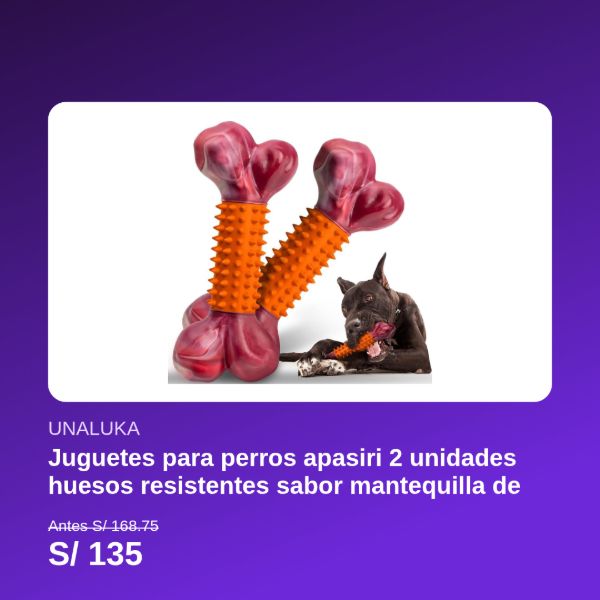 UNALUKA
Juguetes para perros apasiri 2 unidades
huesos resistentes sabor mantequilla de
Antes S/ 168.75
S/ 135